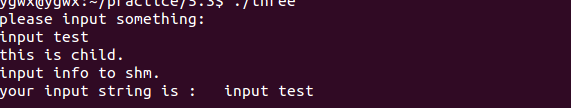 ygwx@ygwx:~/practice/5.3$ ./three
please input something:
input test
this is child.
input info to shm.
your input string is :   input test